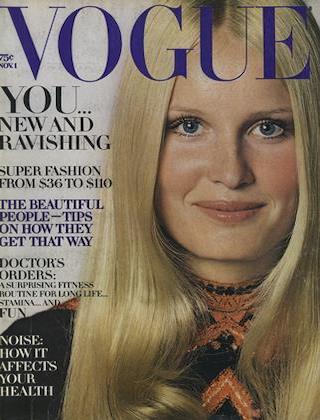 VOGUE
75¢
NOV. 1
YOU...
NEW AND
RAVISHING
SUPER FASHION
FROM $36 TO $110
THE BEAUTIFUL
PEOPLE—TIPS
ON HOW THEY
GET THAT WAY
DOCTOR'S
ORDERS:
A SURPRISING FITNESS
ROUTINE FOR LONG LIFE...
STAMINA... AND
FUN
NOISE:
HOW IT
AFFECTS
YOUR
HEALTH